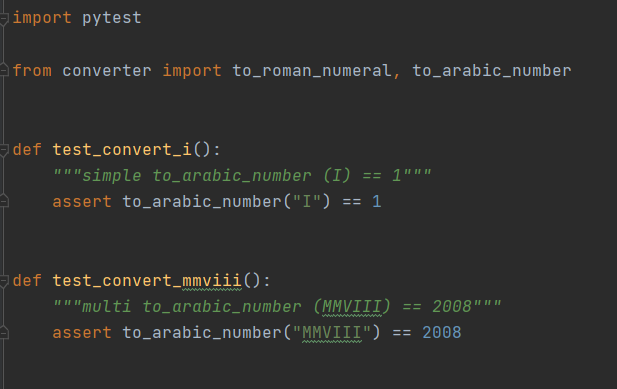 import pytest
from converter import to_roman_numeral, to_arabic_number
def test_convert_i():
"""simple to_arabic_number (I) == 1"""
assert to_arabic_number("I") == 1
def test_convert_mmviii():
"""multi to_arabic_number (MMVIII) == 2008"""
assert to_arabic_number("MMVIII") == 2008